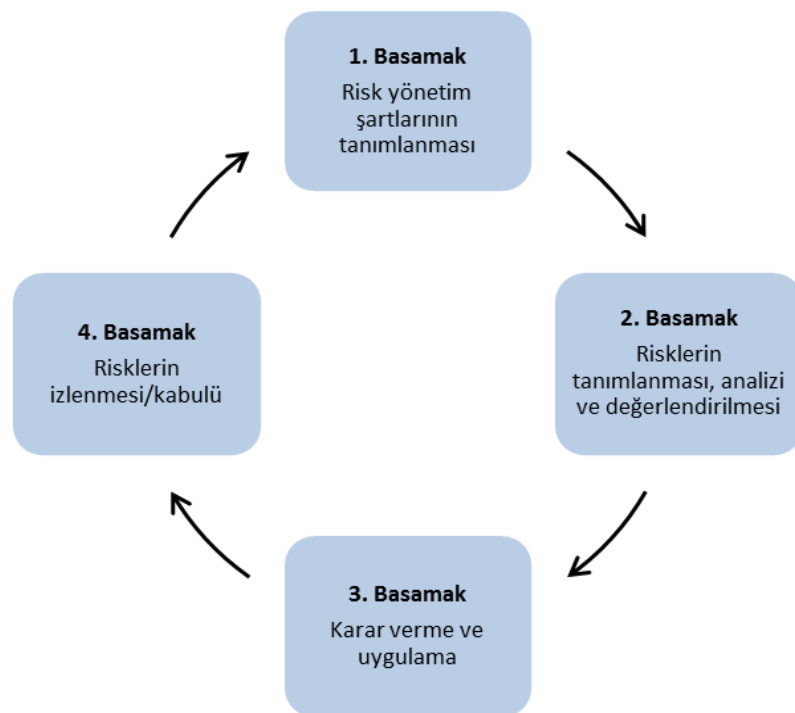 1. Basamak
Risk yönetim
şartlarının
tanımlanması
2. Basamak
Risklerin
tanımlanması, analizi
ve değerlendirilmesi
3. Basamak
Karar verme ve
uygulama
4. Basamak
Risklerin
izlenmesi/kabulü